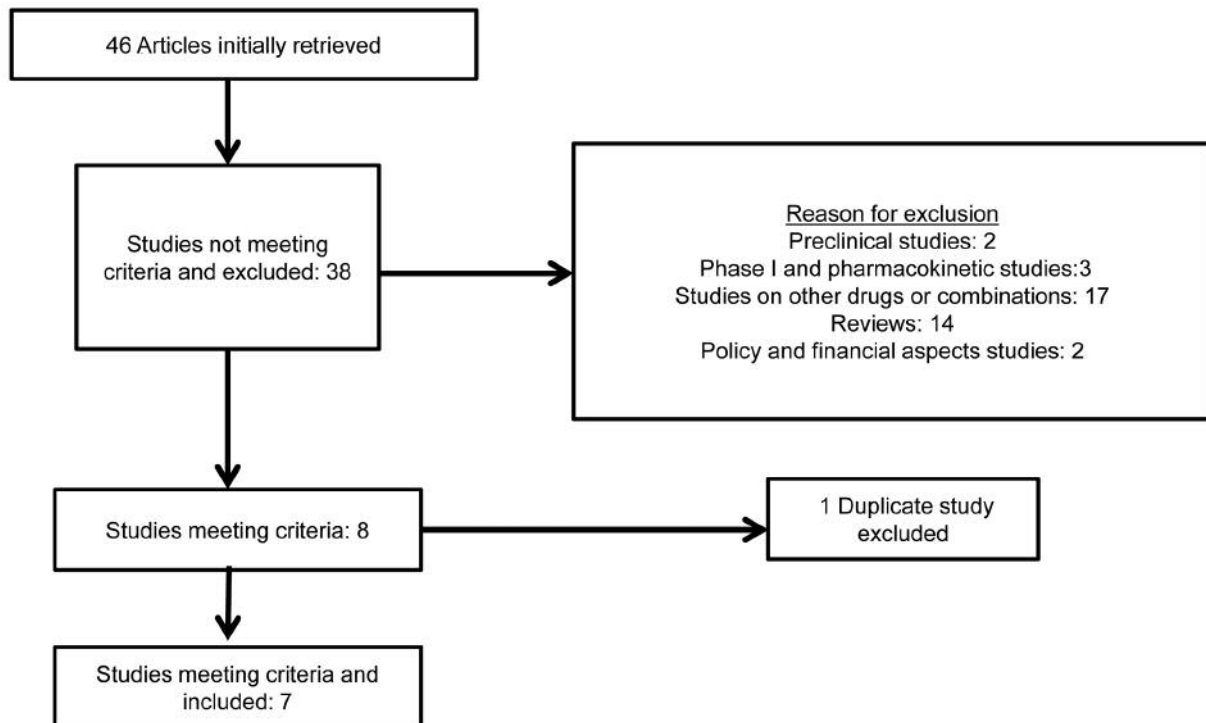 46 Articles initially retrieved
Studies not meeting
criteria and excluded: 38
Reason for exclusion
Preclinical studies: 2
Phase I and pharmacokinetic studies:3
Studies on other drugs or combinations: 17
Reviews: 14
Policy and financial aspects studies: 2
Studies meeting criteria: 8
1 Duplicate study
excluded
Studies meeting criteria and
included: 7